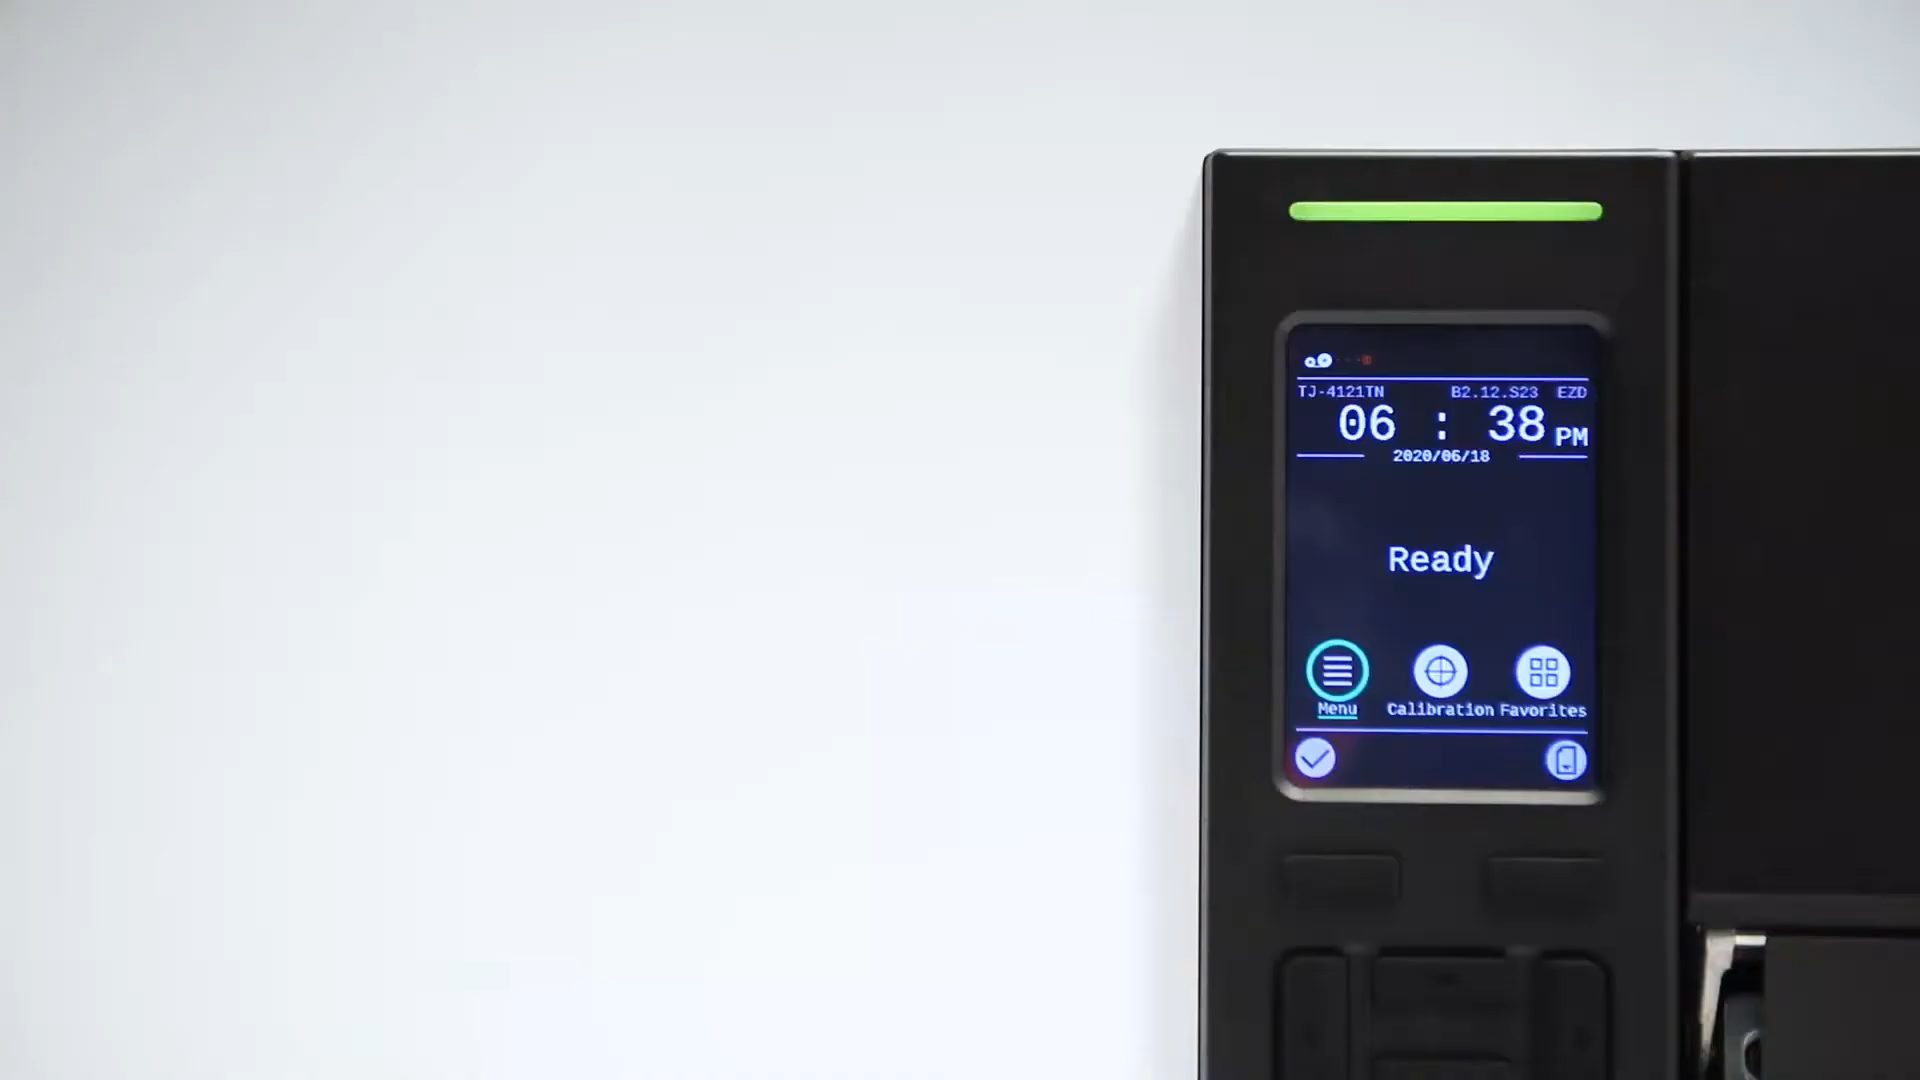 TJ-4121TN B2.12.S23 EZD
06 : 38 PM
2020/06/18
Ready
Menu Calibration Favorites